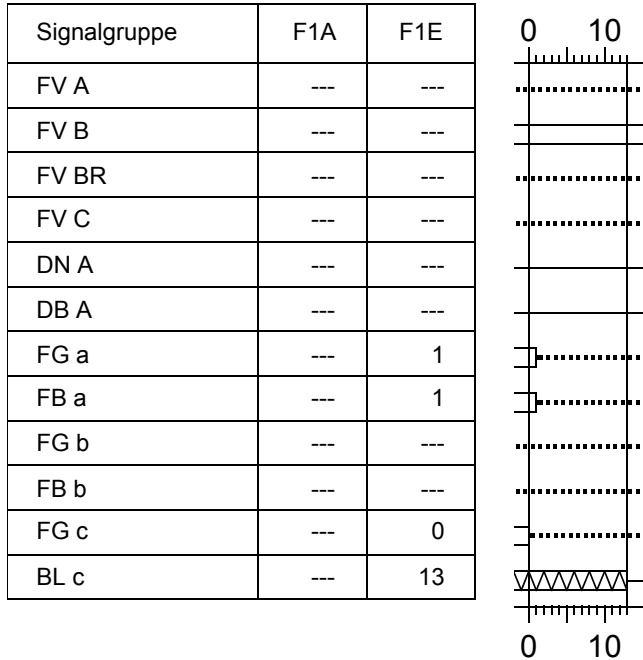 Signalgruppe F1A F1E 0 10
FV A --- ---
FV B --- ---
FV BR --- ---
FV C --- ---
DN A --- ---
DB A --- ---
FG a --- 1
FB a --- 1
FG b --- ---
FB b --- ---
FG c --- 0
BL c --- 13
0 10